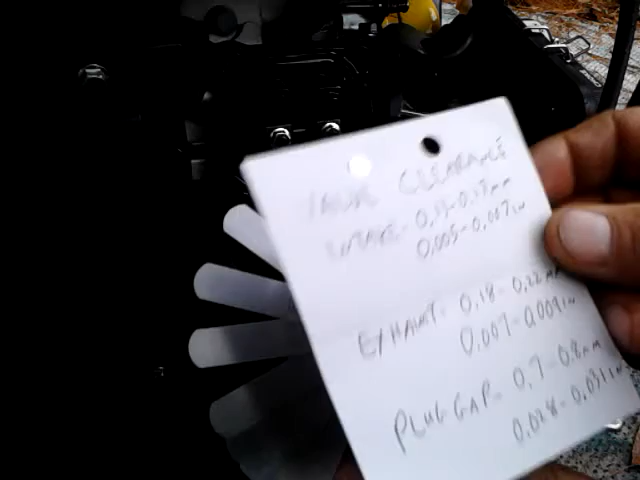 VALVE CLEARANCE
INTAKE - 0.13-0.17mm
0.005-0.007in
EXHAUST - 0.18-0.22mm
0.007-0.009in
PLUG GAP - 0.7-0.8mm
0.028-0.031in